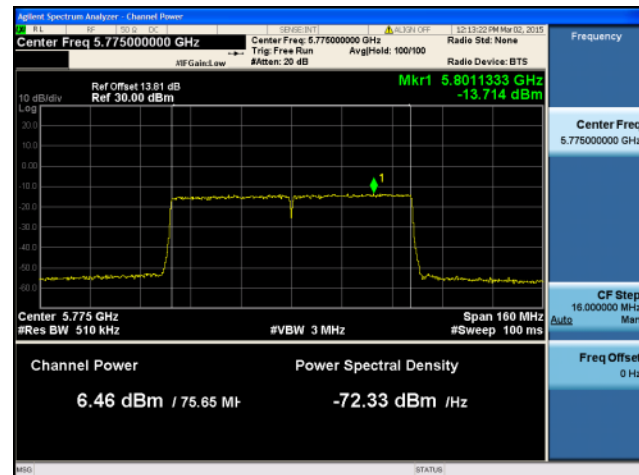 Agilent Spectrum Analyzer - Channel Power
RL RF 50 Ω DC SENSE:INT ALIGN OFF 12:13:22 PM Mar 02, 2015
Center Freq 5.775000000 GHz
Center Freq: 5.775000000 GHz
Radio Std: None
Trig: Free Run Avg|Hold: 100/100
#IFGain:Low #Atten: 20 dB Radio Device: BTS
Mkr1 5.8011333 GHz
-13.714 dBm
Ref Offset 13.81 dB
10 dB/div Ref 30.00 dBm
Log
20.0
10.0
0.00
-10.0
-20.0
-30.0
-40.0
-50.0
-60.0
1
Center 5.775 GHz Span 160 MHz
#Res BW 510 kHz #VBW 3 MHz #Sweep 100 ms
Channel Power Power Spectral Density
6.46 dBm / 75.65 MH -72.33 dBm /Hz
MSG STATUS
Frequency
Center Freq
5.775000000 GHz
CF Step
16.000000 MHz
Auto Man
Freq Offset
0 Hz